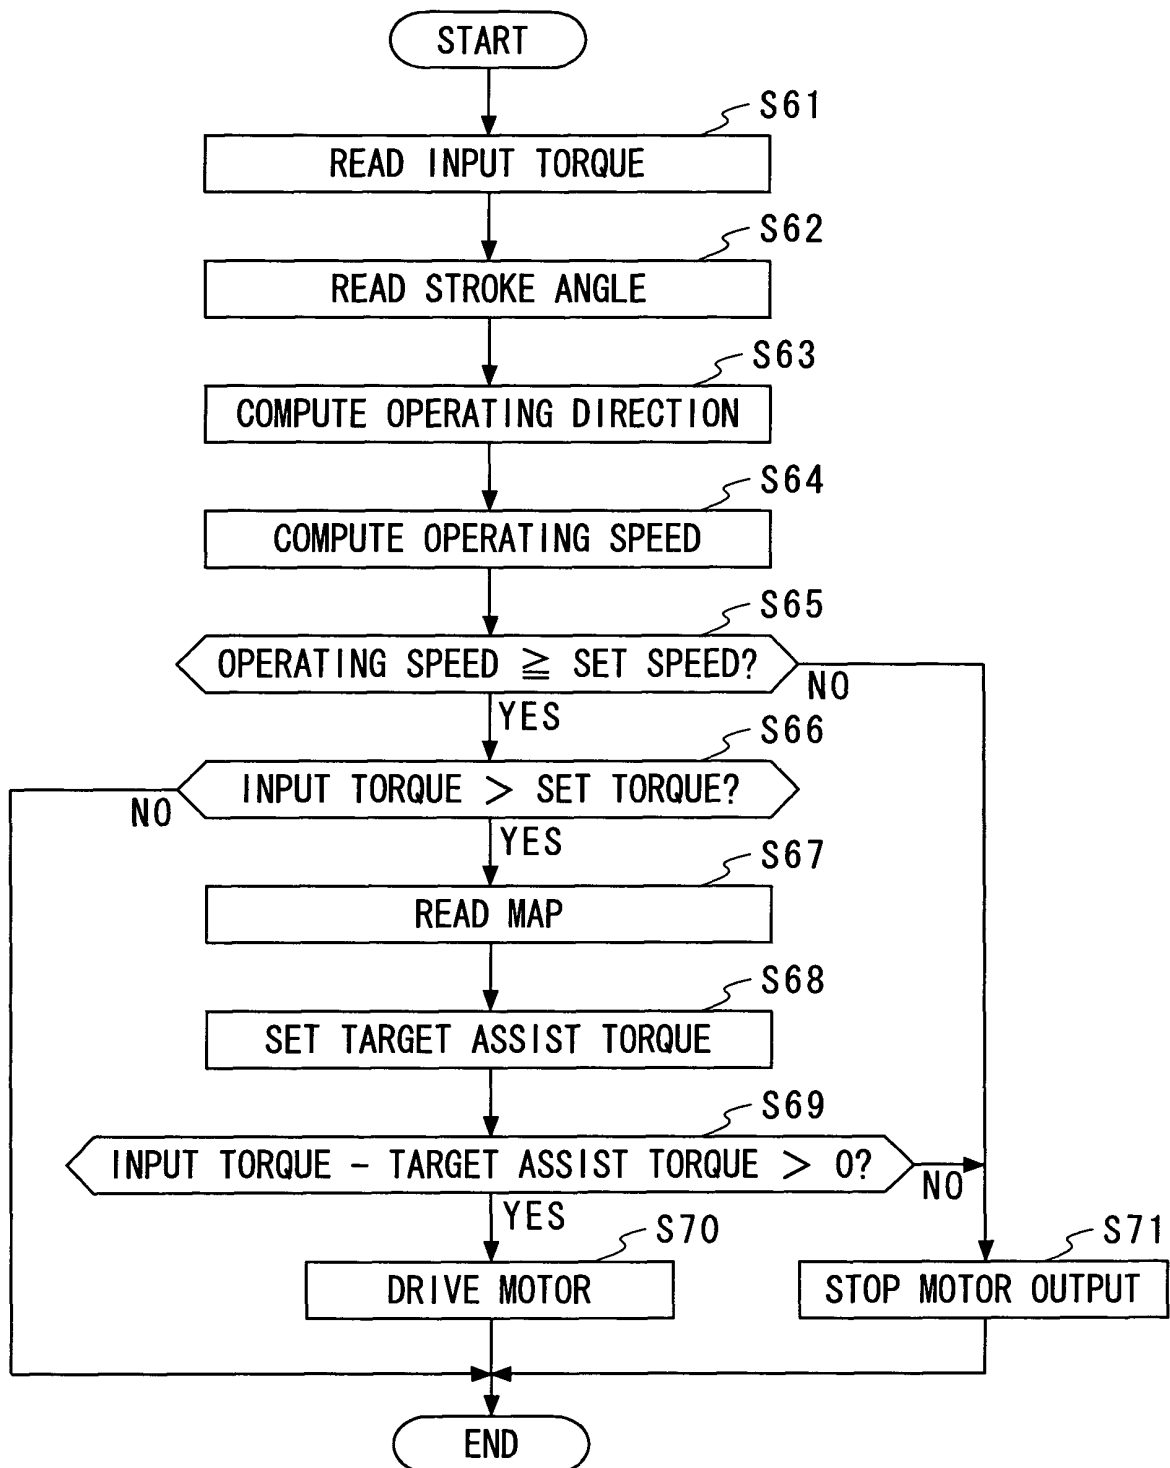 START
S61
READ INPUT TORQUE
S62
READ STROKE ANGLE
S63
COMPUTE OPERATING DIRECTION
S64
COMPUTE OPERATING SPEED
S65
OPERATING SPEED ≧ SET SPEED?
NO
YES
S66
INPUT TORQUE > SET TORQUE?
NO
YES
S67
READ MAP
S68
SET TARGET ASSIST TORQUE
S69
INPUT TORQUE - TARGET ASSIST TORQUE > 0?
NO
YES
S70
S71
DRIVE MOTOR
STOP MOTOR OUTPUT
END